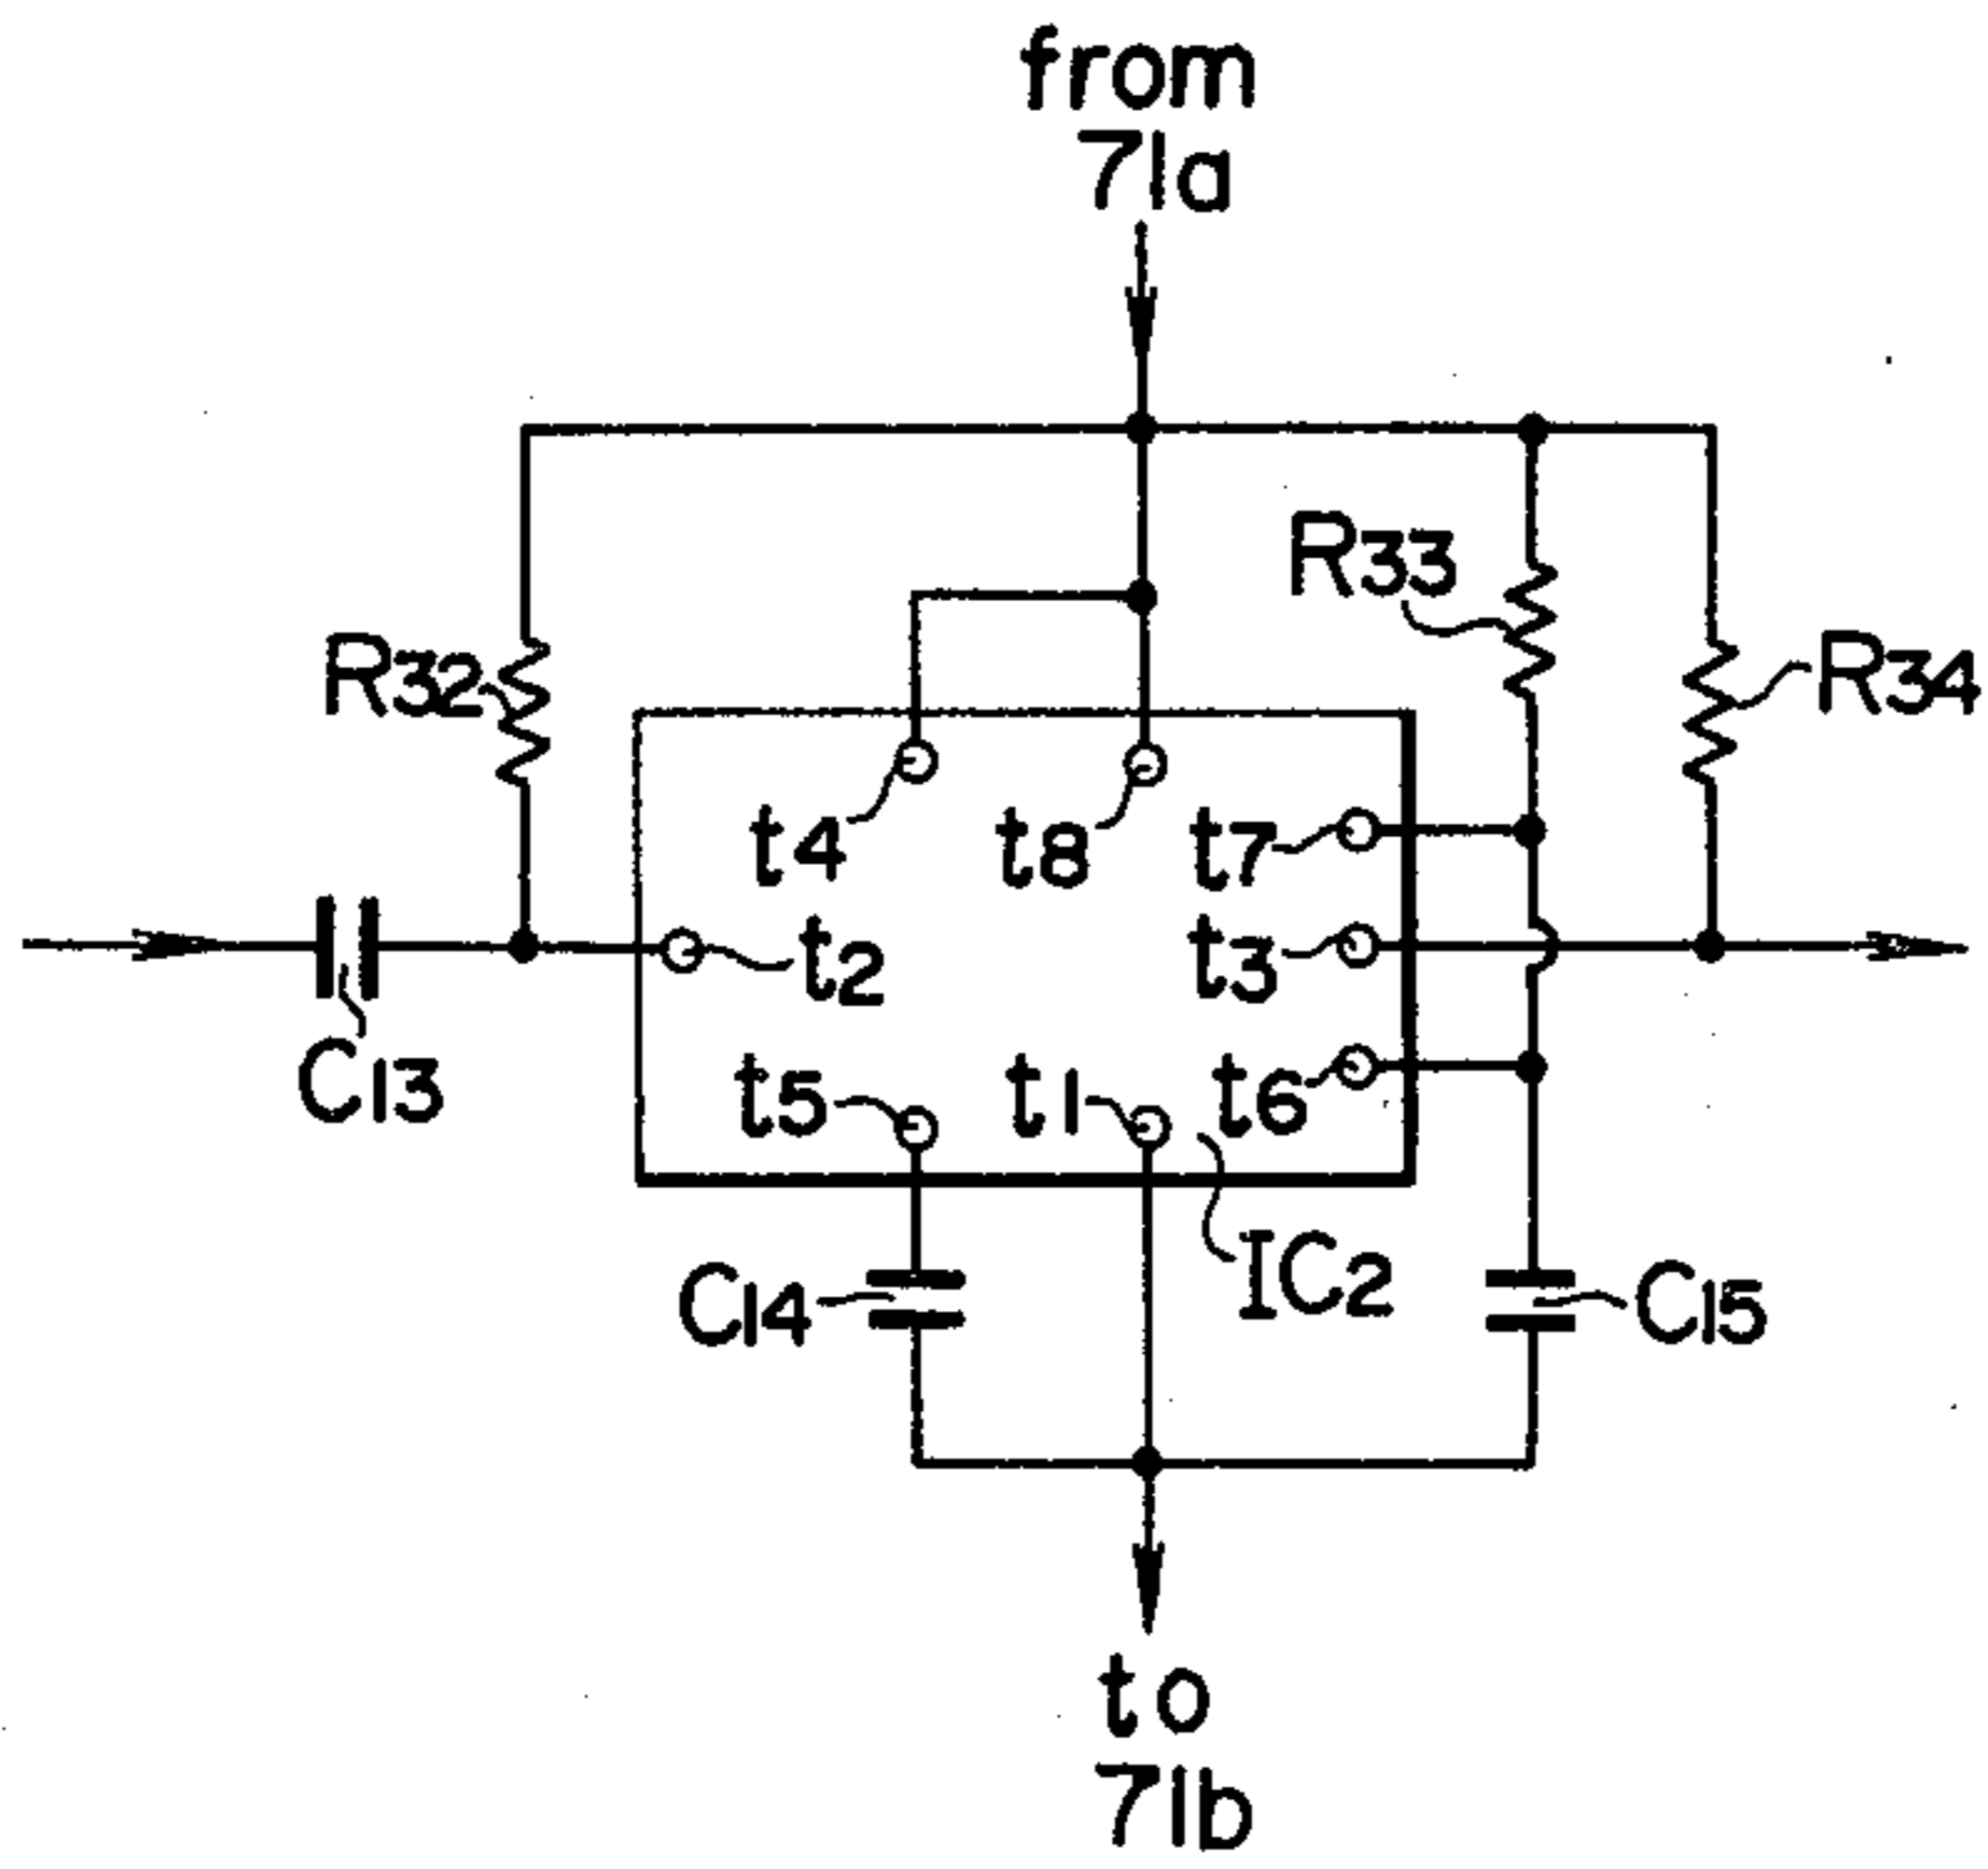 from
71a
R33
R32
R34
t4
t8
t7
t2
t3
C13
t5
t1
t6
IC2
C14
C15
to
71b